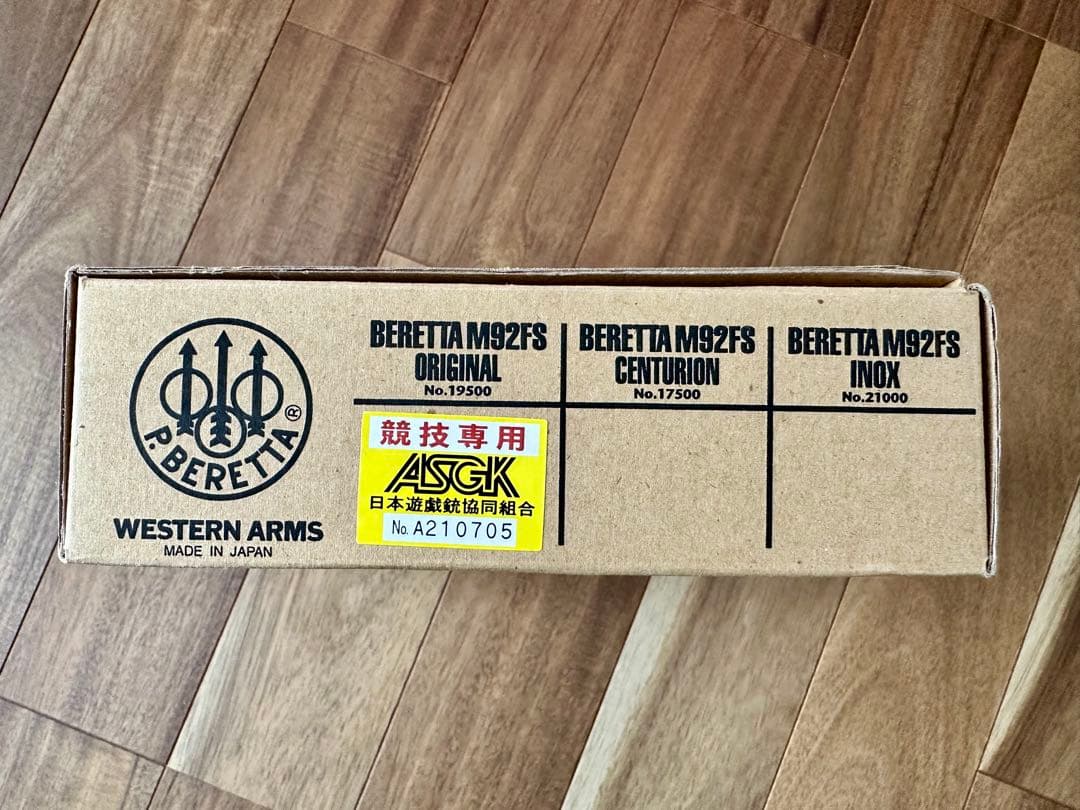 P. BERETTA®
WESTERN ARMS
MADE IN JAPAN
BERETTA M92FS
ORIGINAL
No.19500
BERETTA M92FS
CENTURION
No.17500
BERETTA M92FS
INOX
No.21000
競技専用
ASGK
日本遊戯銃協同組合
No. A210705